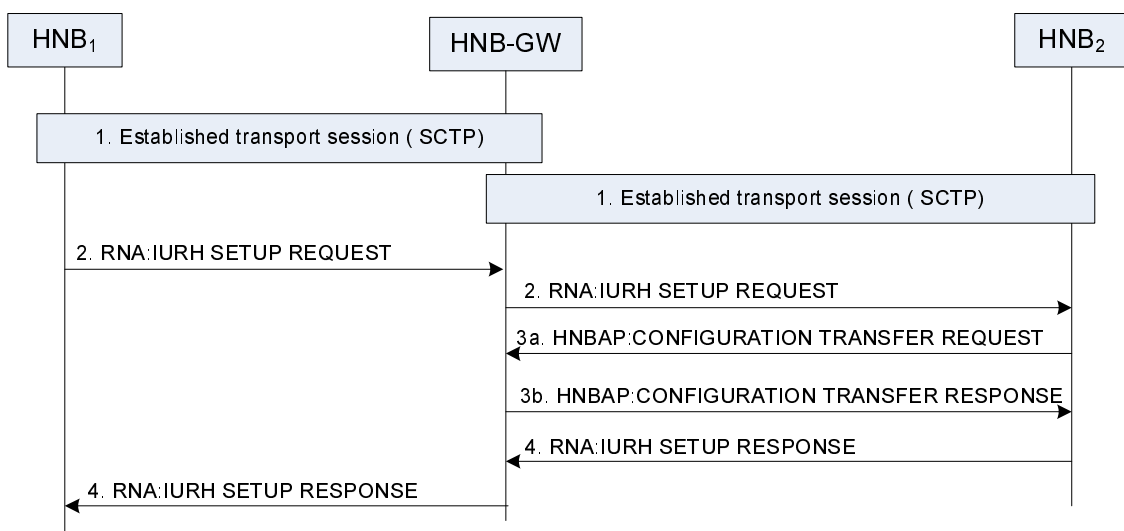 HNB₁
HNB-GW
HNB₂
1. Established transport session ( SCTP)
1. Established transport session ( SCTP)
2. RNA:IURH SETUP REQUEST
2. RNA:IURH SETUP REQUEST
3a. HNBAP:CONFIGURATION TRANSFER REQUEST
3b. HNBAP:CONFIGURATION TRANSFER RESPONSE
4. RNA:IURH SETUP RESPONSE
4. RNA:IURH SETUP RESPONSE